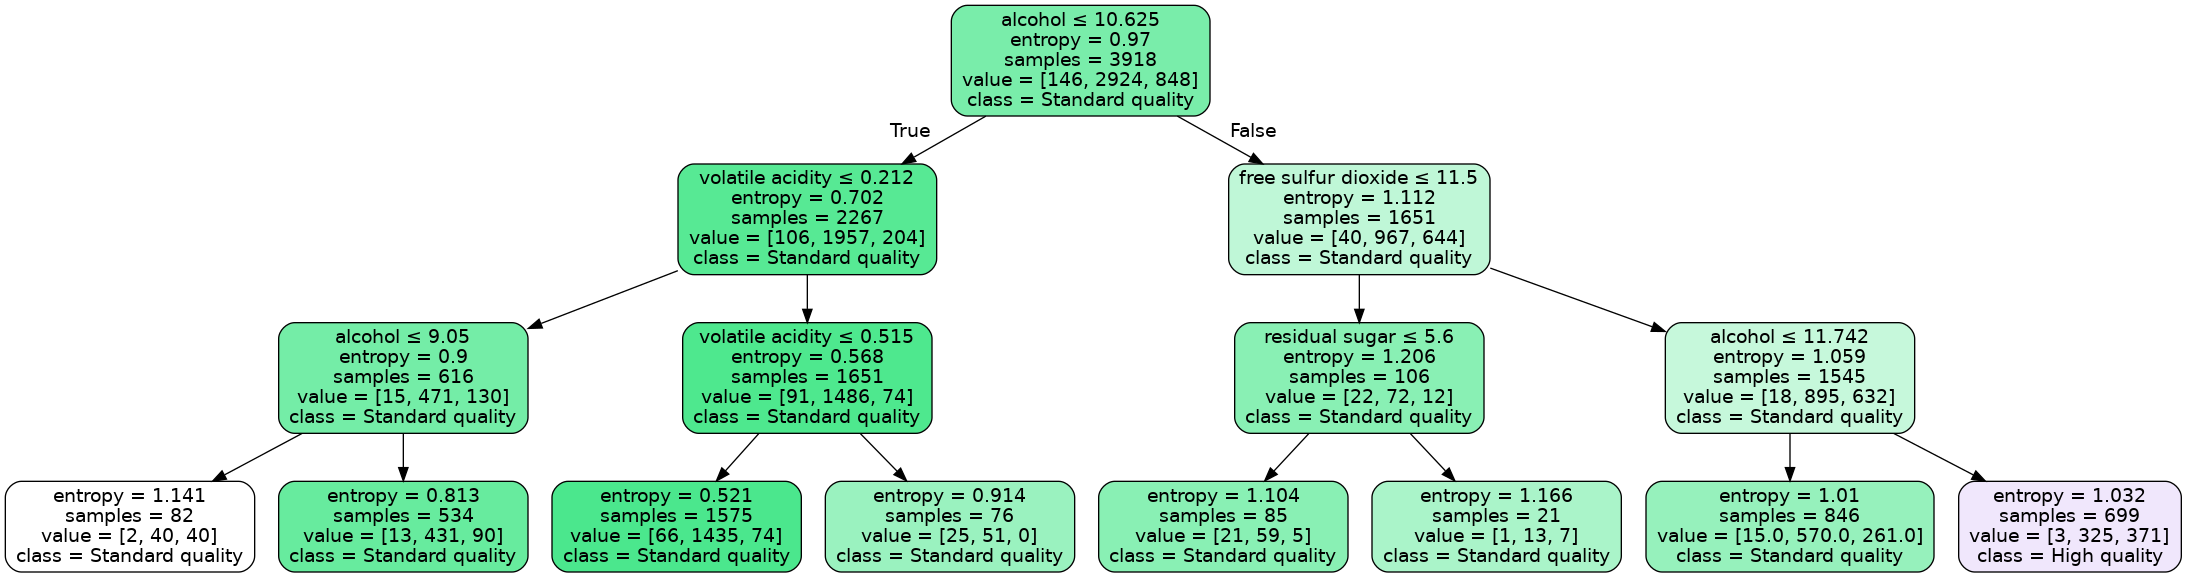 alcohol ≤ 10.625
entropy = 0.97
samples = 3918
value = [146, 2924, 848]
class = Standard quality
True
False
volatile acidity ≤ 0.212
entropy = 0.702
samples = 2267
value = [106, 1957, 204]
class = Standard quality
free sulfur dioxide ≤ 11.5
entropy = 1.112
samples = 1651
value = [40, 967, 644]
class = Standard quality
alcohol ≤ 9.05
entropy = 0.9
samples = 616
value = [15, 471, 130]
class = Standard quality
volatile acidity ≤ 0.515
entropy = 0.568
samples = 1651
value = [91, 1486, 74]
class = Standard quality
residual sugar ≤ 5.6
entropy = 1.206
samples = 106
value = [22, 72, 12]
class = Standard quality
alcohol ≤ 11.742
entropy = 1.059
samples = 1545
value = [18, 895, 632]
class = Standard quality
entropy = 1.141
samples = 82
value = [2, 40, 40]
class = Standard quality
entropy = 0.813
samples = 534
value = [13, 431, 90]
class = Standard quality
entropy = 0.521
samples = 1575
value = [66, 1435, 74]
class = Standard quality
entropy = 0.914
samples = 76
value = [25, 51, 0]
class = Standard quality
entropy = 1.104
samples = 85
value = [21, 59, 5]
class = Standard quality
entropy = 1.166
samples = 21
value = [1, 13, 7]
class = Standard quality
entropy = 1.01
samples = 846
value = [15.0, 570.0, 261.0]
class = Standard quality
entropy = 1.032
samples = 699
value = [3, 325, 371]
class = High quality